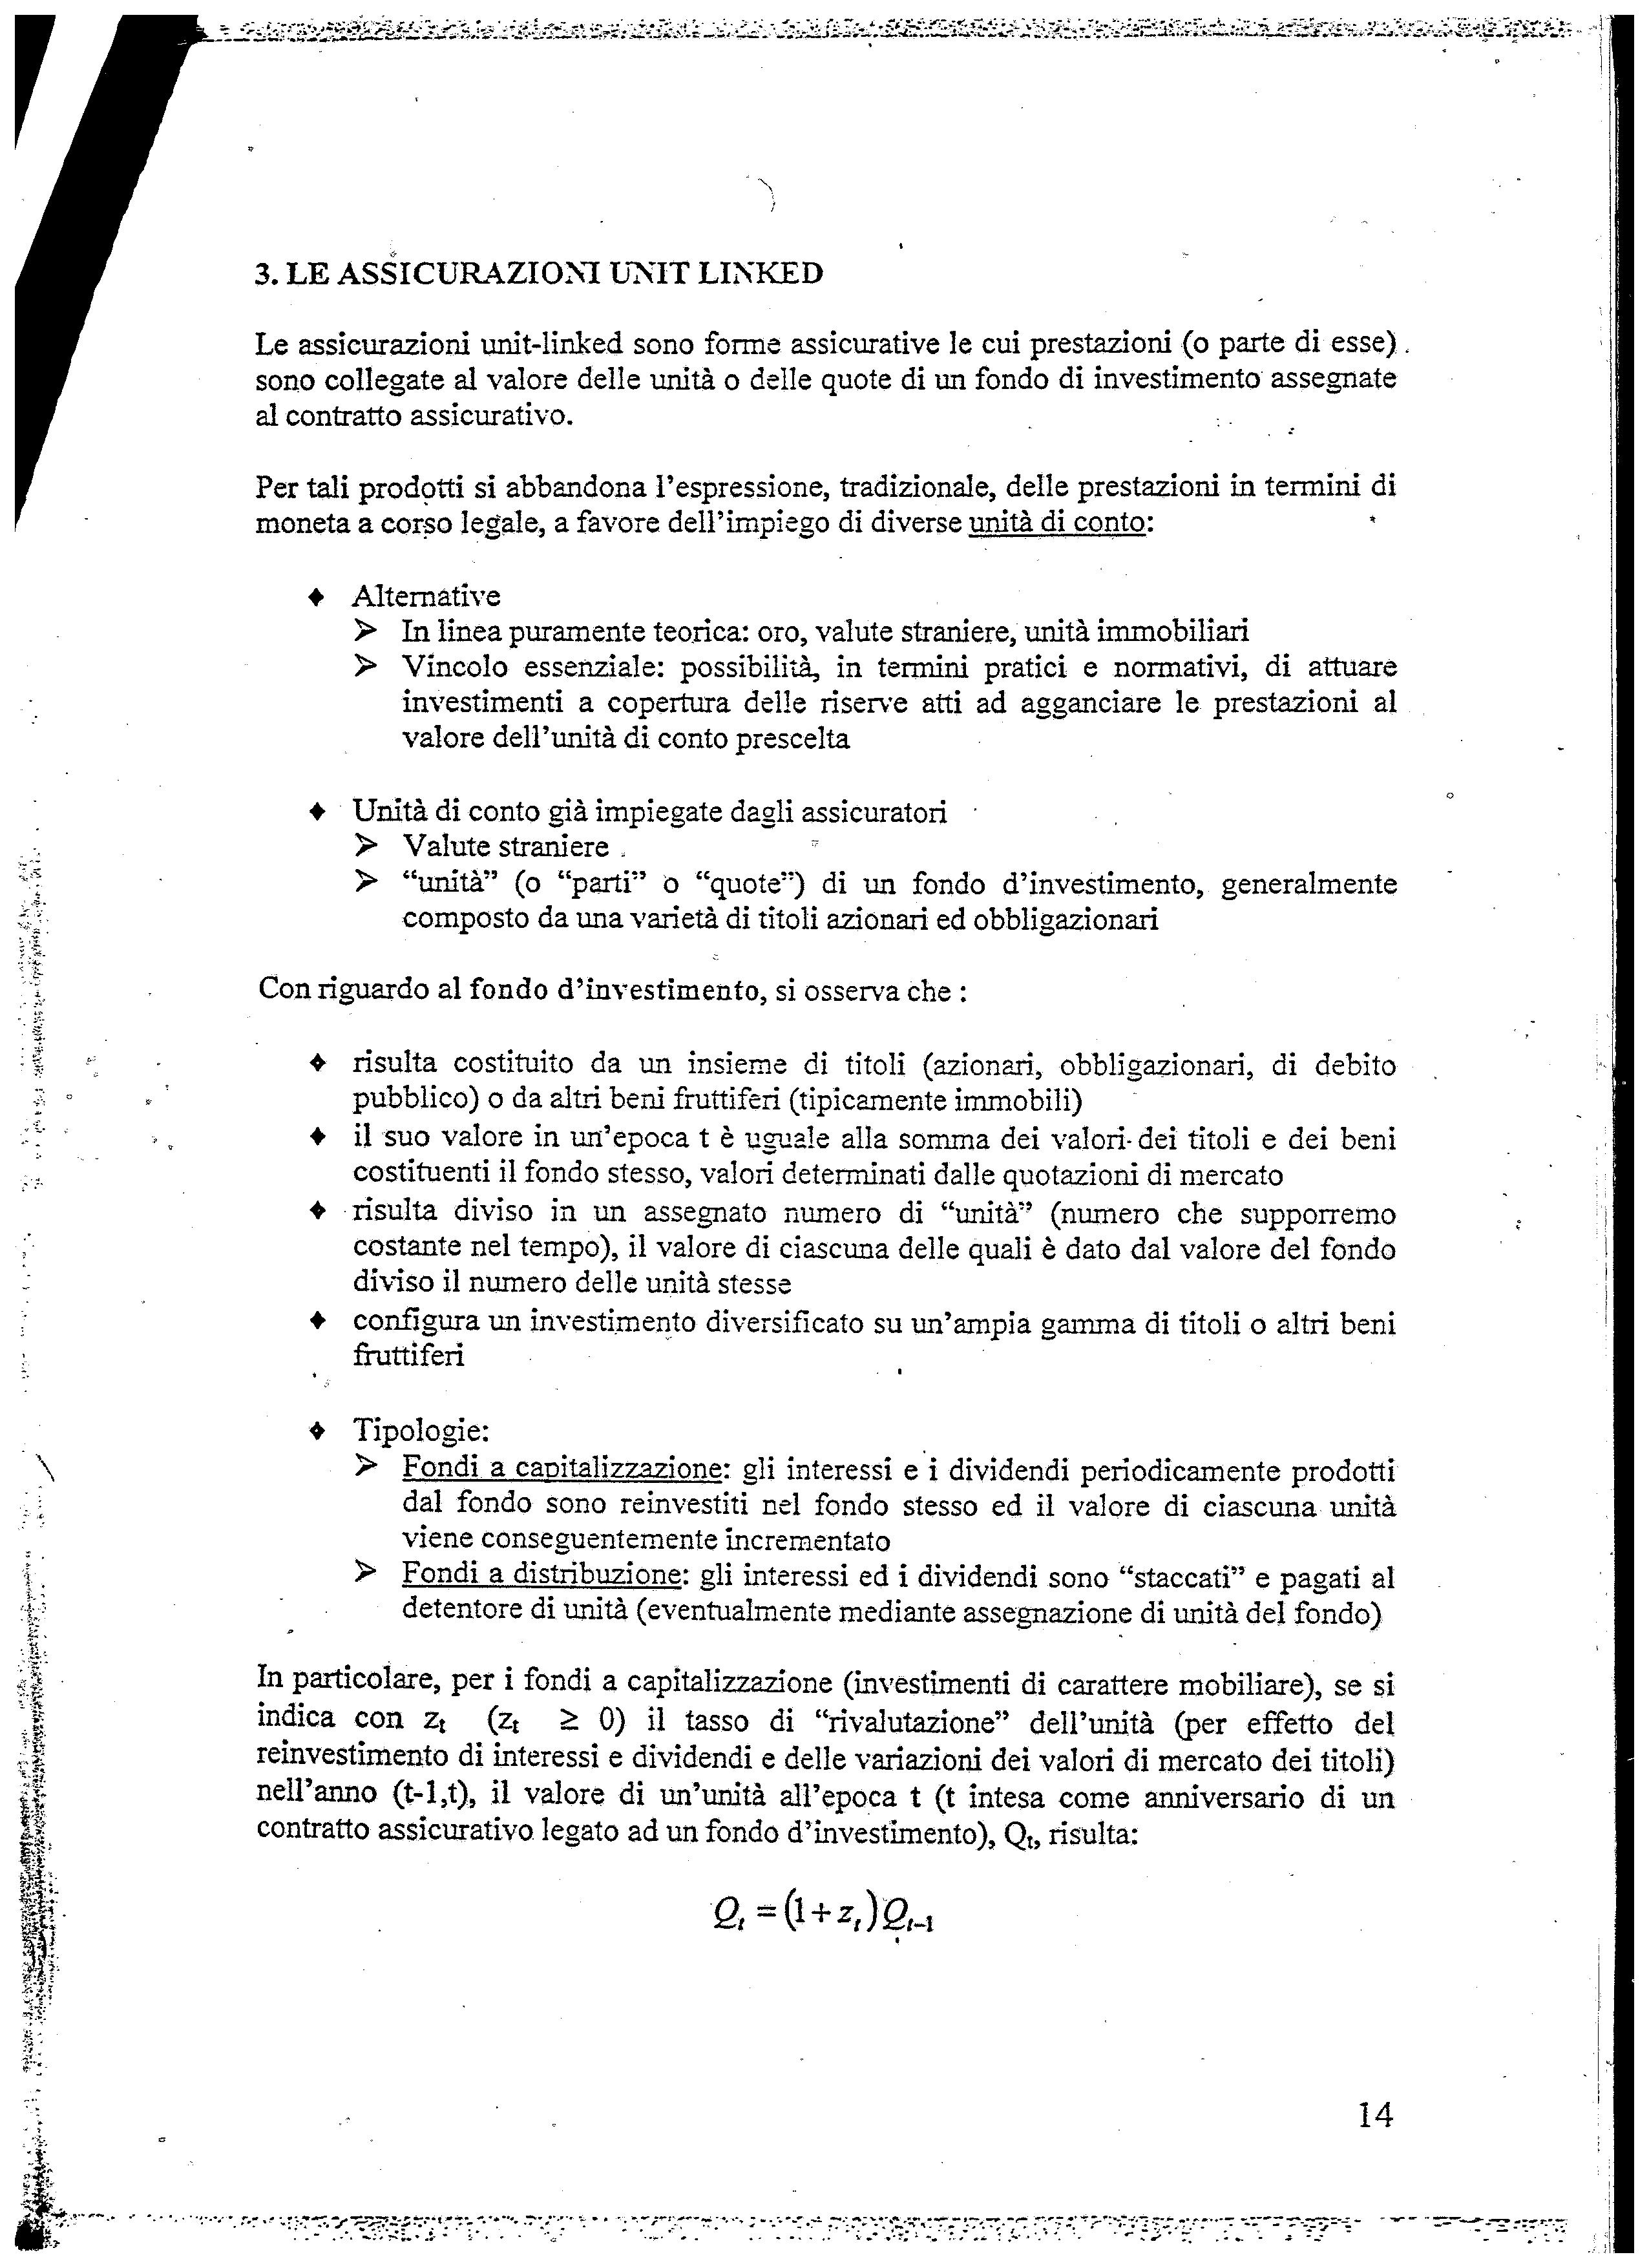 3. LE ASSICURAZIONI UNIT LINKED
Le assicurazioni unit-linked sono forme assicurative le cui prestazioni (o parte di esse)
sono collegate al valore delle unità o delle quote di un fondo di investimento assegnate
al contratto assicurativo.
Per tali prodotti si abbandona l'espressione, tradizionale, delle prestazioni in termini di
moneta a corso legale, a favore dell'impiego di diverse unità di conto:
♦ Alternative
➢ In linea puramente teorica: oro, valute straniere, unità immobiliari
➢ Vincolo essenziale: possibilità, in termini pratici e normativi, di attuare
investimenti a copertura delle riserve atti ad agganciare le prestazioni al
valore dell'unità di conto prescelta
♦ Unità di conto già impiegate dagli assicuratori
➢ Valute straniere
➢ "unità" (o "parti" o "quote") di un fondo d'investimento, generalmente
composto da una varietà di titoli azionari ed obbligazionari
Con riguardo al fondo d'investimento, si osserva che :
♦ risulta costituito da un insieme di titoli (azionari, obbligazionari, di debito
pubblico) o da altri beni fruttiferi (tipicamente immobili)
♦ il suo valore in un'epoca t è uguale alla somma dei valori dei titoli e dei beni
costituenti il fondo stesso, valori determinati dalle quotazioni di mercato
♦ risulta diviso in un assegnato numero di "unità" (numero che supporremo
costante nel tempo), il valore di ciascuna delle quali è dato dal valore del fondo
diviso il numero delle unità stesse
♦ configura un investimento diversificato su un'ampia gamma di titoli o altri beni
fruttiferi
♦ Tipologie:
➢ Fondi a capitalizzazione: gli interessi e i dividendi periodicamente prodotti
dal fondo sono reinvestiti nel fondo stesso ed il valore di ciascuna unità
viene conseguentemente incrementato
➢ Fondi a distribuzione: gli interessi ed i dividendi sono "staccati" e pagati al
detentore di unità (eventualmente mediante assegnazione di unità del fondo)
In particolare, per i fondi a capitalizzazione (investimenti di carattere mobiliare), se si
indica con zₜ (zₜ ≥ 0) il tasso di "rivalutazione" dell'unità (per effetto del
reinvestimento di interessi e dividendi e delle variazioni dei valori di mercato dei titoli)
nell'anno (t-1,t), il valore di un'unità all'epoca t (t intesa come anniversario di un
contratto assicurativo legato ad un fondo d'investimento), Qₜ, risulta:
Qₜ = (1 + zₜ)Qₜ₋₁
14